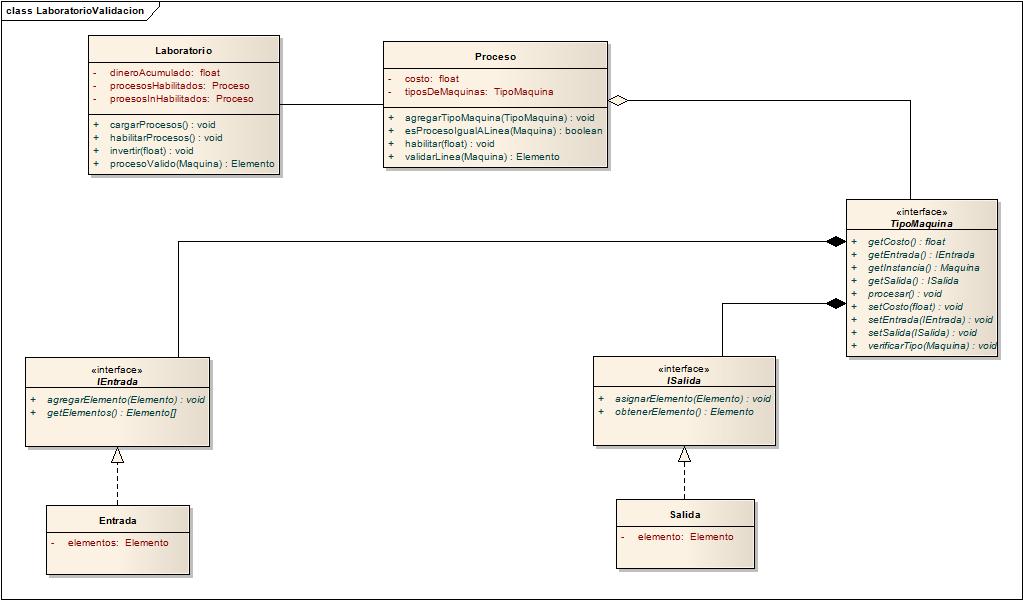 class LaboratorioValidacion
Laboratorio
- dineroAcumulado: float
- procesosHabilitados: Proceso
- proesosInHabilitados: Proceso
+ cargarProcesos() : void
+ habilitarProcesos() : void
+ invertir(float) : void
+ procesoValido(Maquina) : Elemento
Proceso
- costo: float
- tiposDeMaquinas: TipoMaquina
+ agregarTipoMaquina(TipoMaquina) : void
+ esProcesoIgualALinea(Maquina) : boolean
+ habilitar(float) : void
+ validarLinea(Maquina) : Elemento
«interface»
TipoMaquina
+ getCosto() : float
+ getEntrada() : IEntrada
+ getInstancia() : Maquina
+ getSalida() : ISalida
+ procesar() : void
+ setCosto(float) : void
+ setEntrada(IEntrada) : void
+ setSalida(ISalida) : void
+ verificarTipo(Maquina) : void
«interface»
IEntrada
+ agregarElemento(Elemento) : void
+ getElementos() : Elemento[]
«interface»
ISalida
+ asignarElemento(Elemento) : void
+ obtenerElemento() : Elemento
Entrada
- elementos: Elemento
Salida
- elemento: Elemento